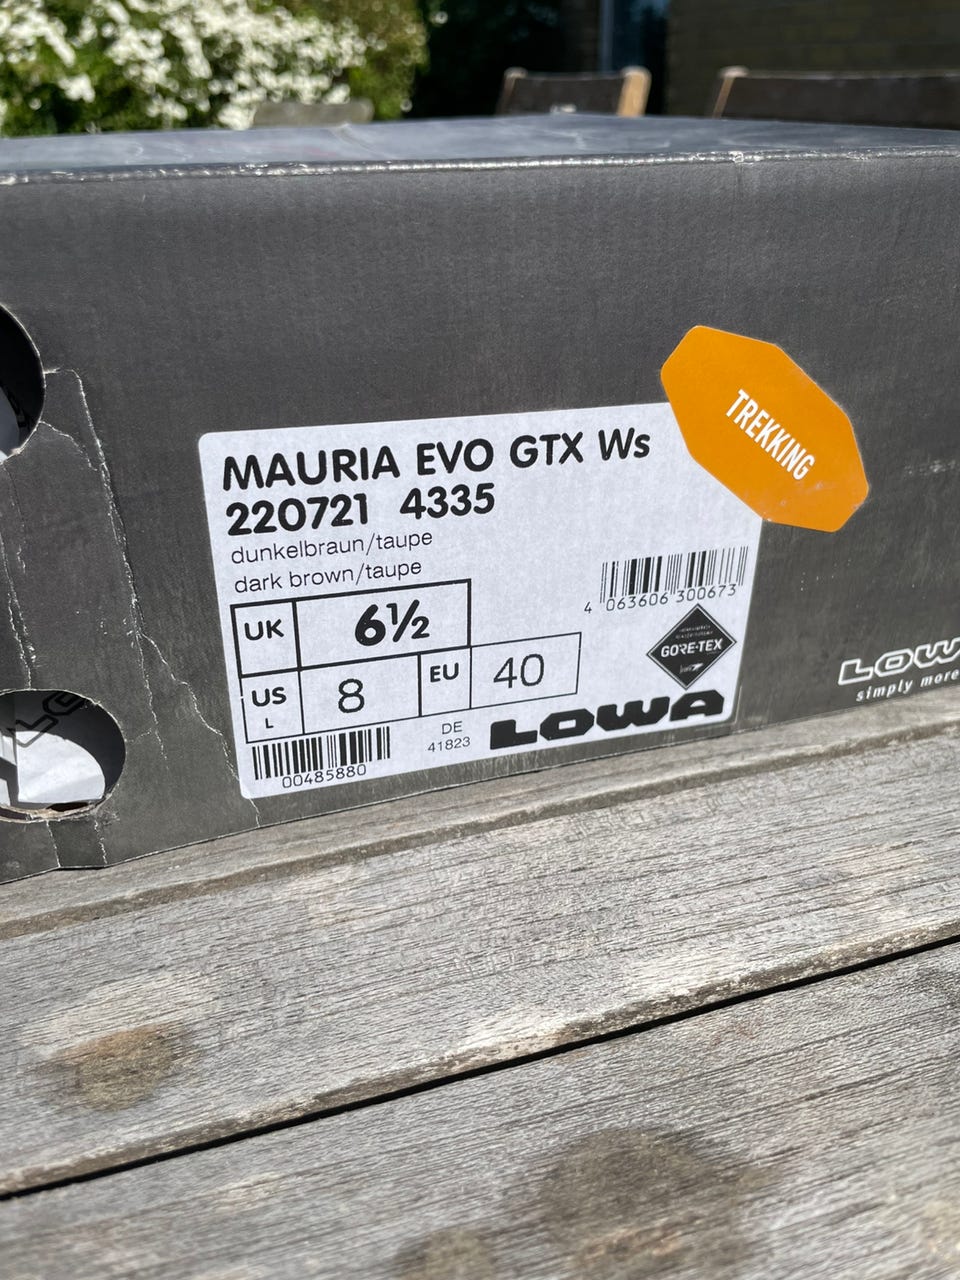 MAURIA EVO GTX Ws
220721 4335
dunkelbraun/taupe
dark brown/taupe
UK 6½
US L 8 EU 40
00485880
DE
41823
LOWA
4 063606 300673
GORE-TEX
TREKKING
LOW
simply more